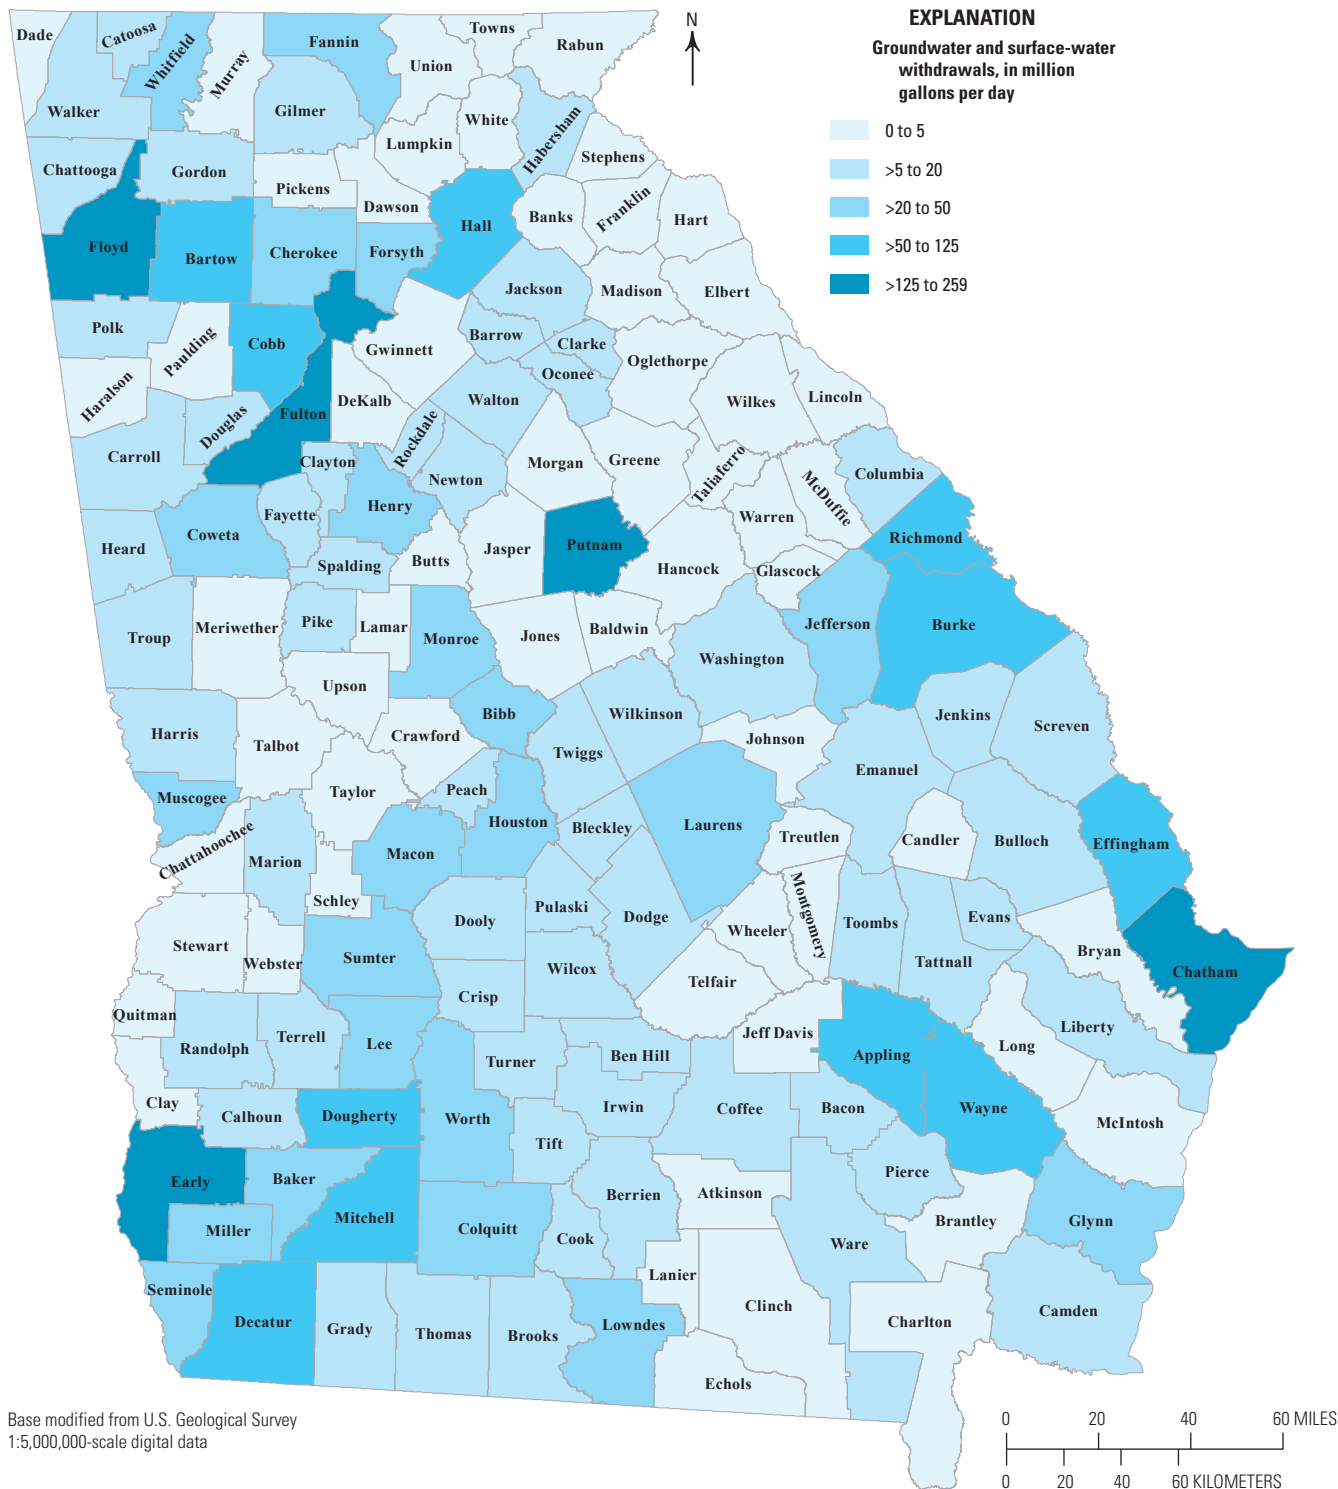 N
EXPLANATION
Groundwater and surface-water
withdrawals, in million
gallons per day
0 to 5
>5 to 20
>20 to 50
>50 to 125
>125 to 259
Dade
Catoosa
Whitfield
Murray
Fannin
Union
Towns
Rabun
Walker
Gilmer
Lumpkin
White
Habersham
Stephens
Chattooga
Gordon
Pickens
Dawson
Hall
Banks
Franklin
Hart
Floyd
Bartow
Cherokee
Forsyth
Jackson
Madison
Elbert
Polk
Paulding
Cobb
Gwinnett
Barrow
Clarke
Oconee
Oglethorpe
Haralson
Douglas
Fulton
DeKalb
Rockdale
Walton
Wilkes
Lincoln
Carroll
Clayton
Newton
Morgan
Greene
Taliaferro
McDuffie
Columbia
Heard
Coweta
Fayette
Henry
Spalding
Butts
Jasper
Putnam
Hancock
Warren
Glascock
Richmond
Troup
Meriwether
Pike
Lamar
Monroe
Jones
Baldwin
Washington
Jefferson
Burke
Upson
Bibb
Wilkinson
Jenkins
Screven
Harris
Talbot
Crawford
Twiggs
Johnson
Emanuel
Muscogee
Taylor
Peach
Houston
Bleckley
Laurens
Treutlen
Candler
Bulloch
Effingham
Chattahoochee
Marion
Macon
Schley
Dooly
Pulaski
Dodge
Wheeler
Montgomery
Toombs
Evans
Stewart
Webster
Sumter
Wilcox
Telfair
Tattnall
Bryan
Chatham
Quitman
Crisp
Randolph
Terrell
Lee
Turner
Ben Hill
Jeff Davis
Appling
Long
Liberty
Clay
Calhoun
Dougherty
Worth
Irwin
Coffee
Bacon
Wayne
McIntosh
Tift
Early
Baker
Mitchell
Berrien
Atkinson
Pierce
Miller
Colquitt
Cook
Ware
Brantley
Glynn
Seminole
Decatur
Grady
Thomas
Brooks
Lowndes
Lanier
Clinch
Echols
Charlton
Camden
Base modified from U.S. Geological Survey
1:5,000,000-scale digital data
0 20 40 60 MILES
0 20 40 60 KILOMETERS